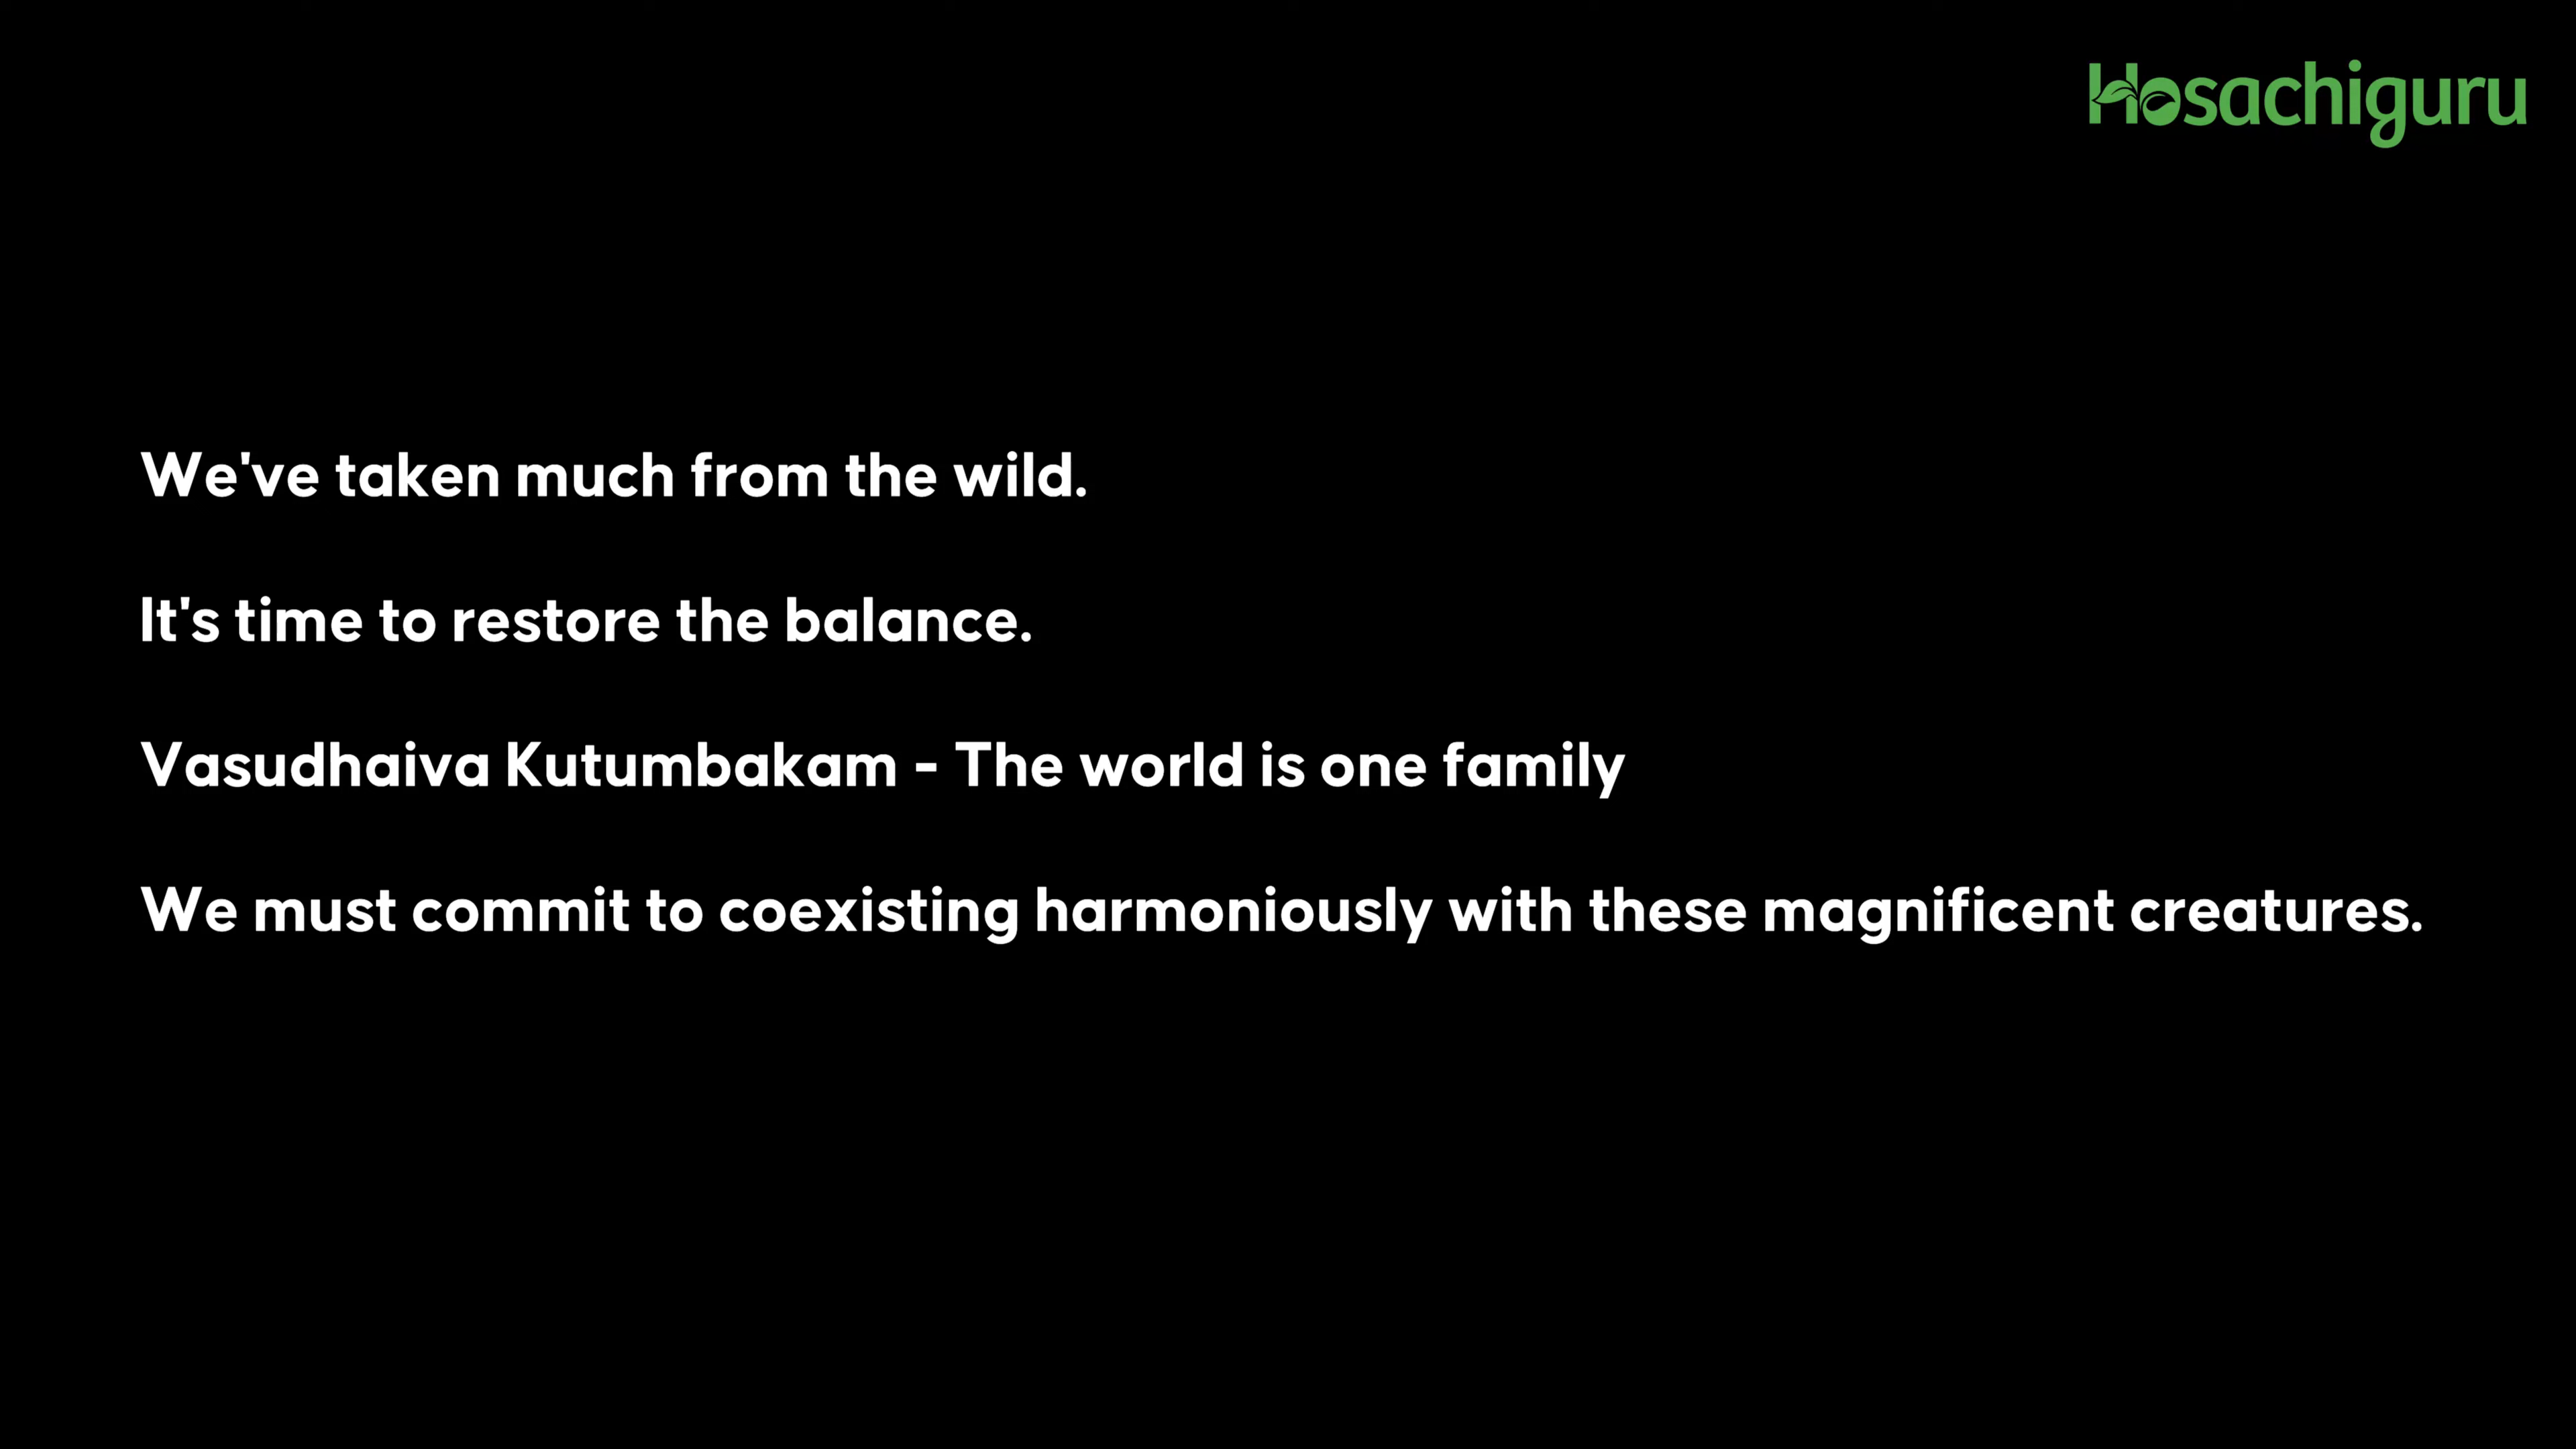 Hosachiguru
We've taken much from the wild.
It's time to restore the balance.
Vasudhaiva Kutumbakam - The world is one family
We must commit to coexisting harmoniously with these magnificent creatures.